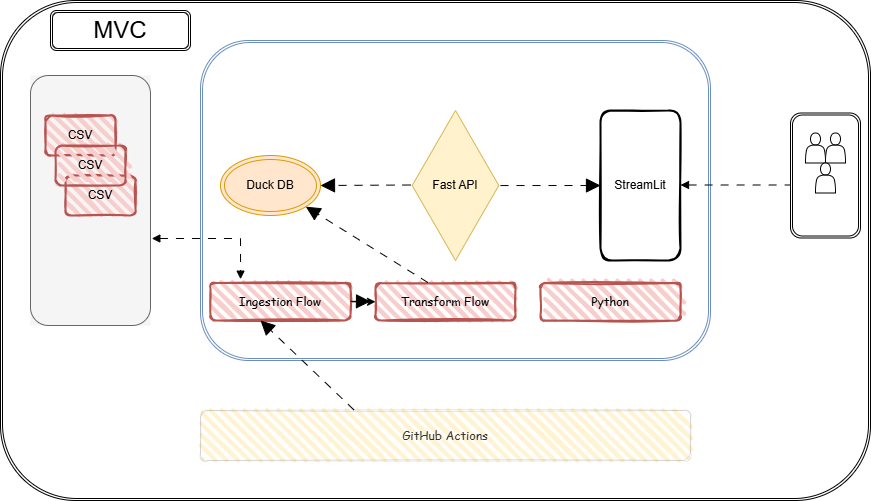 MVC
CSV
CSV
CSV
Duck DB
Fast API
StreamLit
Ingestion Flow
Transform Flow
Python
GitHub Actions